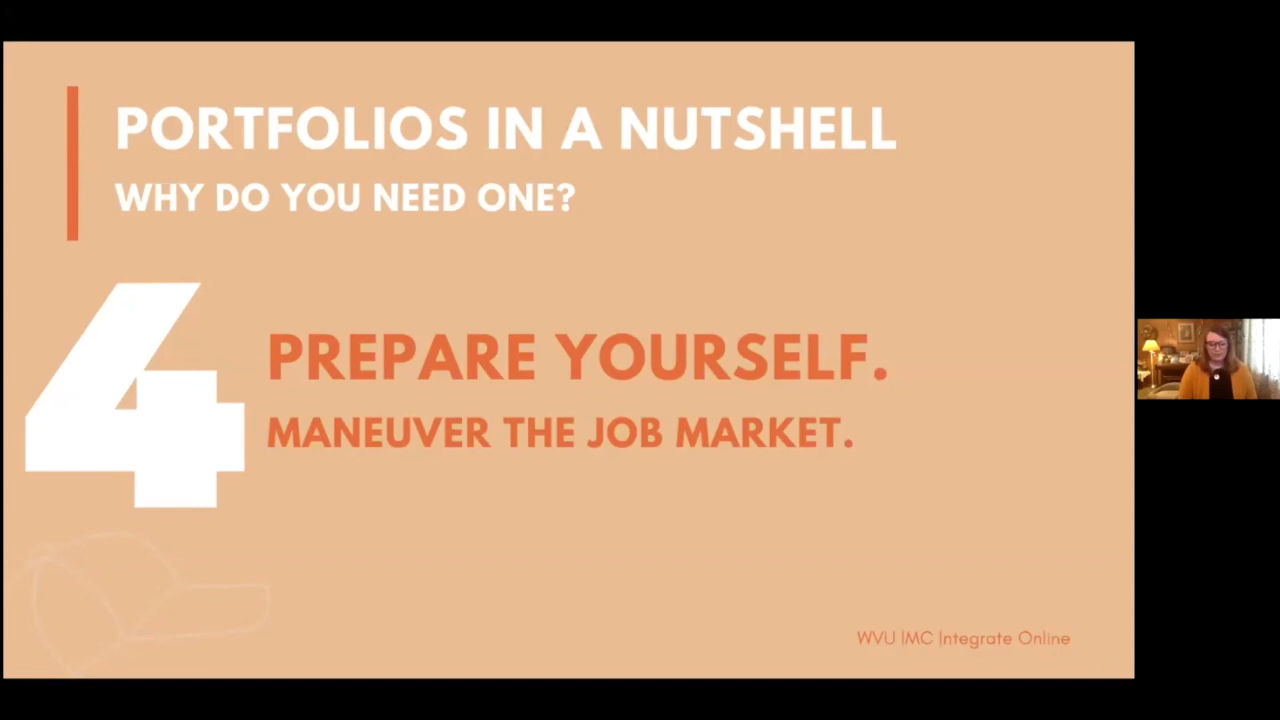 PORTFOLIOS IN A NUTSHELL
WHY DO YOU NEED ONE?
4
PREPARE YOURSELF.
MANEUVER THE JOB MARKET.
WVU IMC Integrate Online